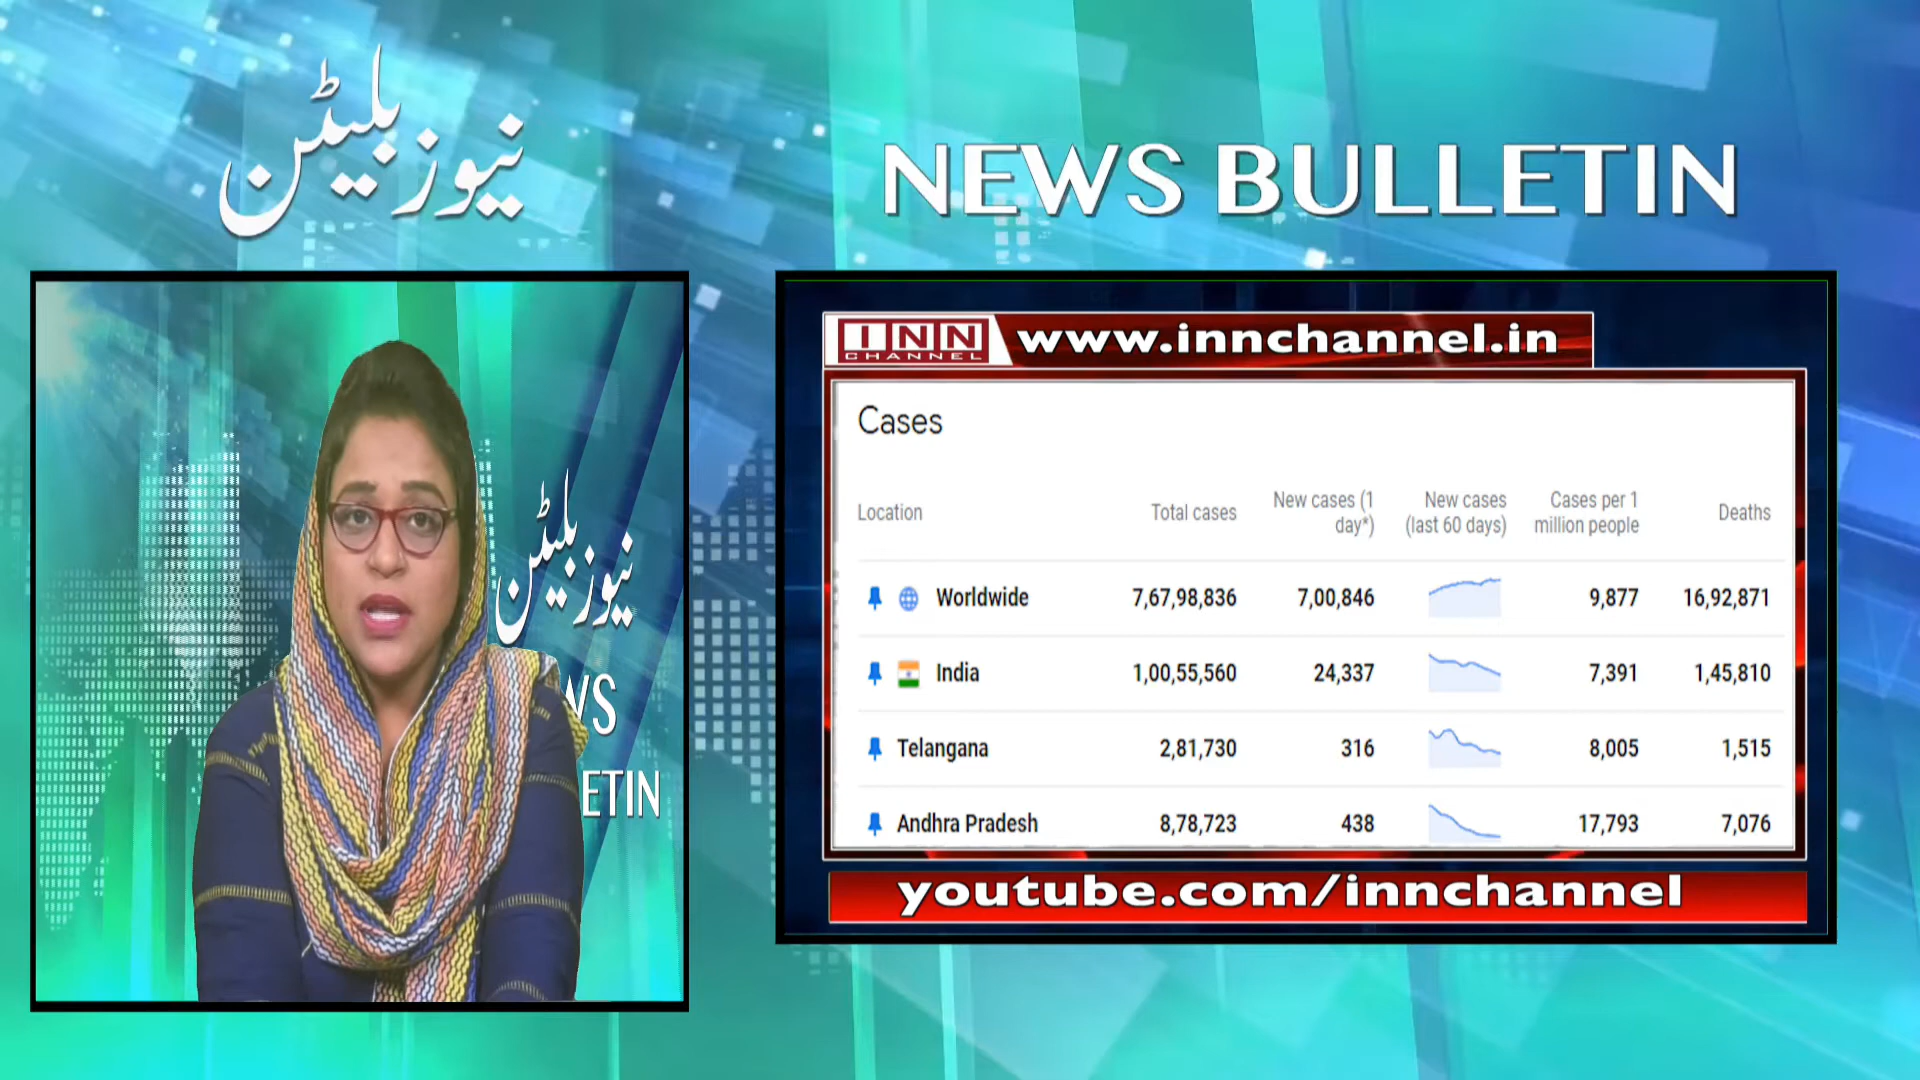 نیوز بلیٹن
NEWS BULLETIN
نیوز بلیٹن
WS
ETIN
INN
CHANNEL
www.innchannel.in
Cases
Location Total cases New cases (1 day*) New cases (last 60 days) Cases per 1 million people Deaths
Worldwide 7,67,98,836 7,00,846 9,877 16,92,871
India 1,00,55,560 24,337 7,391 1,45,810
Telangana 2,81,730 316 8,005 1,515
Andhra Pradesh 8,78,723 438 17,793 7,076
youtube.com/innchannel